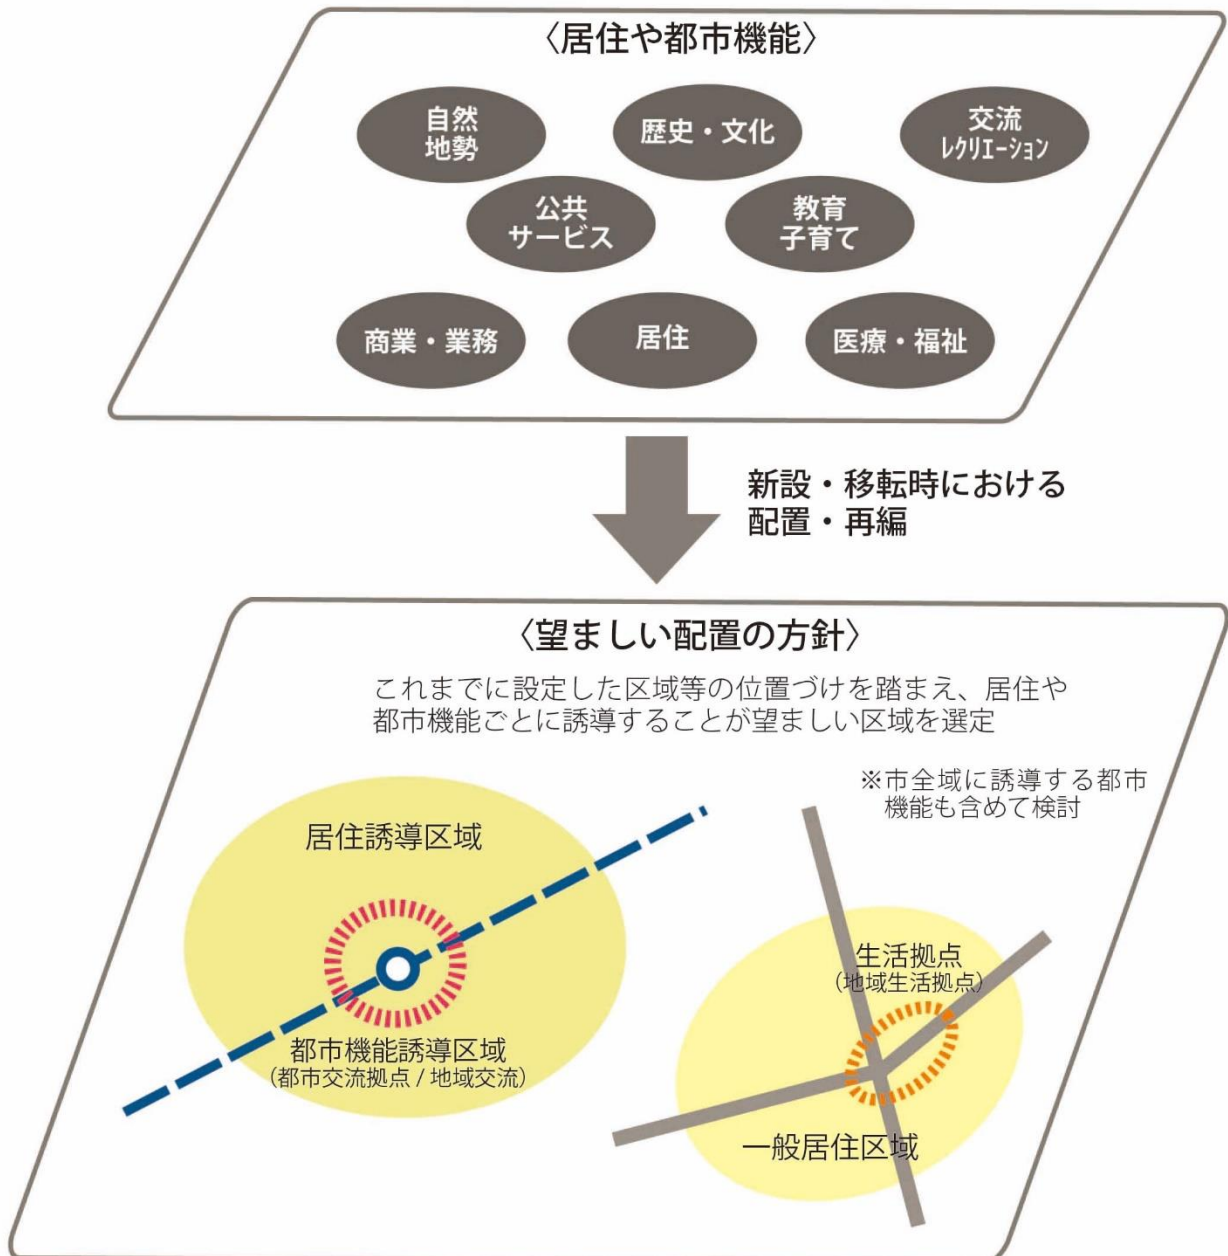 〈居住や都市機能〉
自然
地勢
歴史・文化
交流
ﾚｸﾘｴｰｼｮﾝ
公共
サービス
教育
子育て
商業・業務
居住
医療・福祉
新設・移転時における
配置・再編
〈望ましい配置の方針〉
これまでに設定した区域等の位置づけを踏まえ、居住や
都市機能ごとに誘導することが望ましい区域を選定
※市全域に誘導する都市
機能も含めて検討
居住誘導区域
都市機能誘導区域
(都市交流拠点 / 地域交流)
生活拠点
(地域生活拠点)
一般居住区域